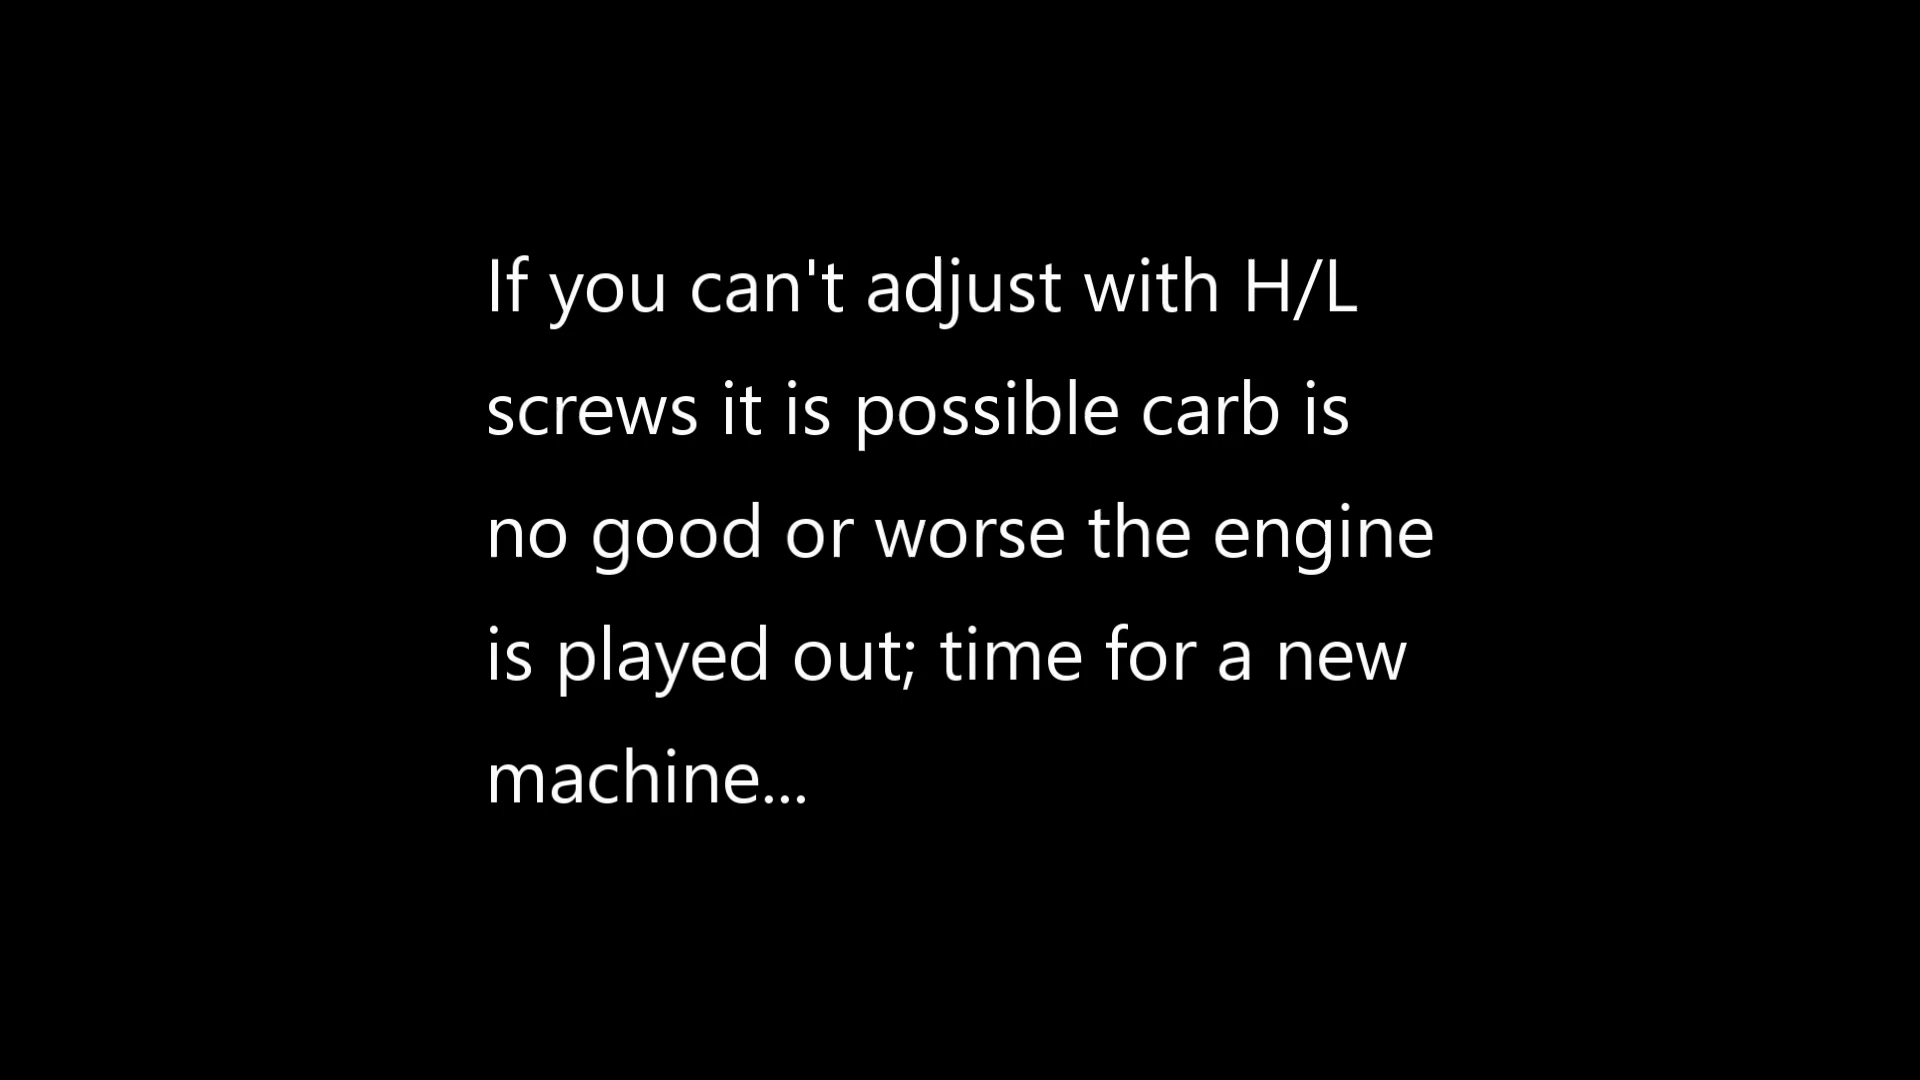 If you can't adjust with H/L
screws it is possible carb is
no good or worse the engine
is played out; time for a new
machine...